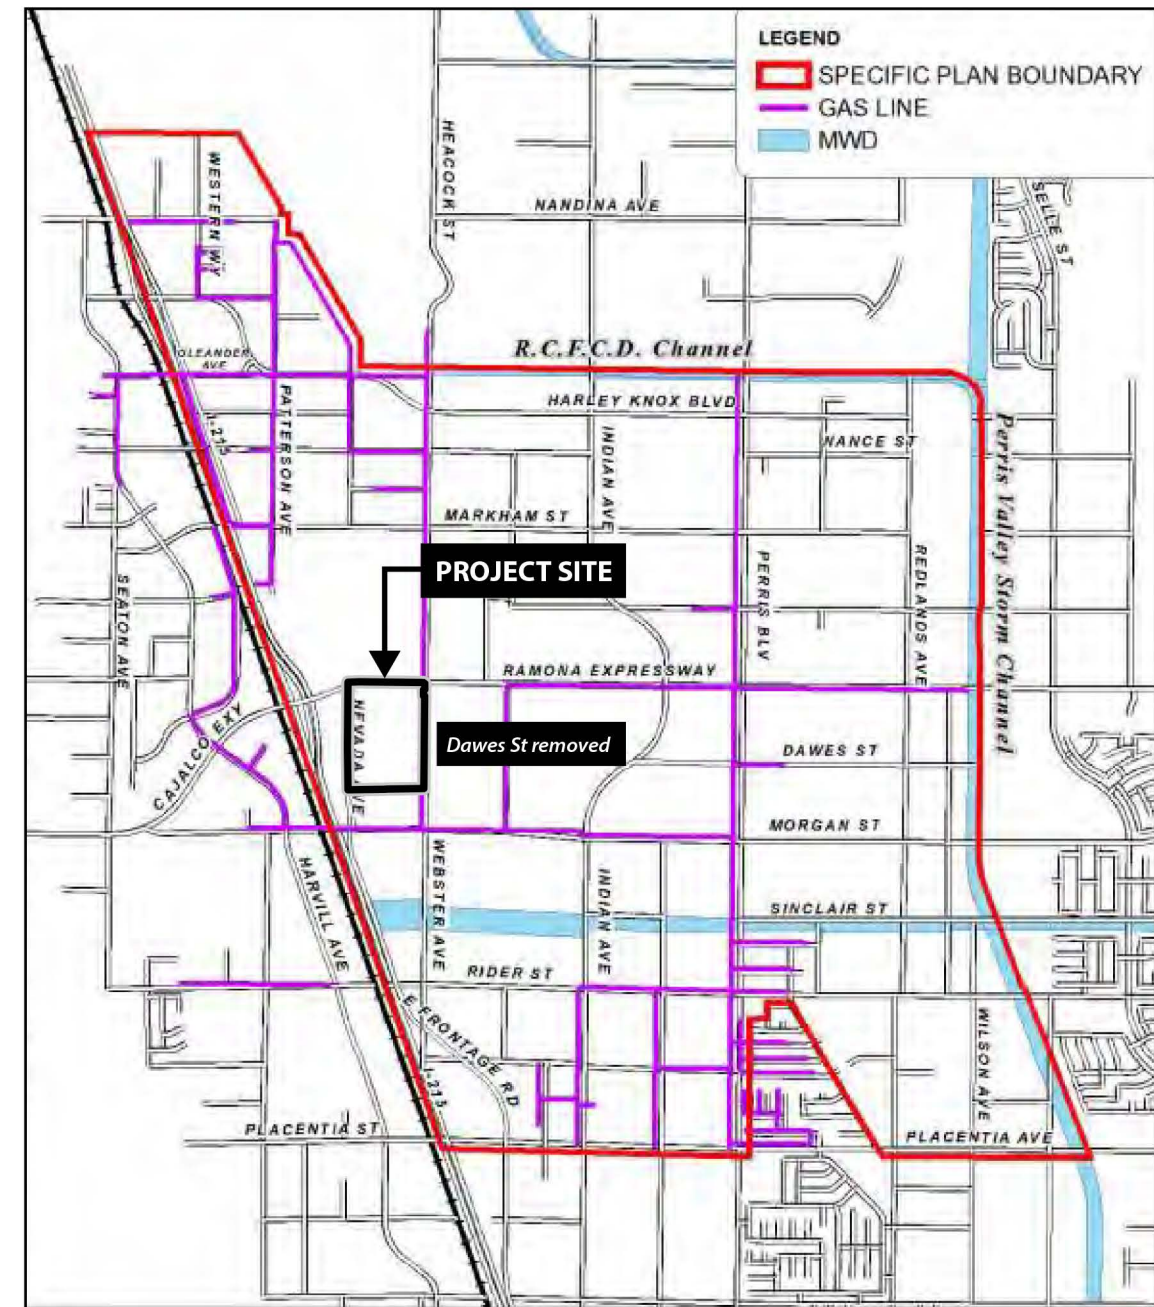 LEGEND
SPECIFIC PLAN BOUNDARY
GAS LINE
MWD
HEACOCK ST
WESTERN WY
NANDINA AVE
SELLE ST
R.C.F.C.D. Channel
OLEANDER
AVE
HARLEY KNOX BLVD
PATTERSON AVE
I-215
INDIAN AVE
NANCE ST
Perris Valley Storm Channel
MARKHAM ST
PROJECT SITE
SEATON AVE
PERRIS BLV
REDLANDS AVE
RAMONA EXPRESSWAY
CAJALCO EXY
NEVADA AVE
Dawes St removed
DAWES ST
MORGAN ST
HARVILL AVE
WEBSTER AVE
INDIAN AVE
SINCLAIR ST
RIDER ST
E FRONTAGE RD
WILSON AVE
I-215
PLACENTIA ST
PLACENTIA AVE